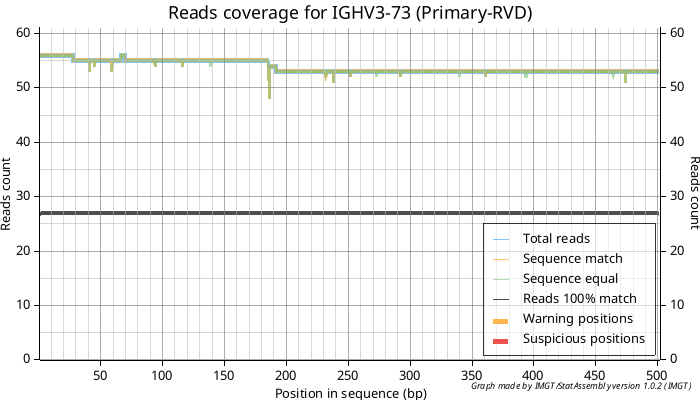 Reads coverage for IGHV3-73 (Primary-RVD)
60 60
50 50
40 40
30 30
20 20
10 10
0 0
Reads count
Reads count
Total reads
Sequence match
Sequence equal
Reads 100% match
Warning positions
Suspicious positions
50 100 150 200 250 300 350 400 450 500
Position in sequence (bp)
Graph made by IMGT/StatAssembly version 1.0.2 (IMGT)